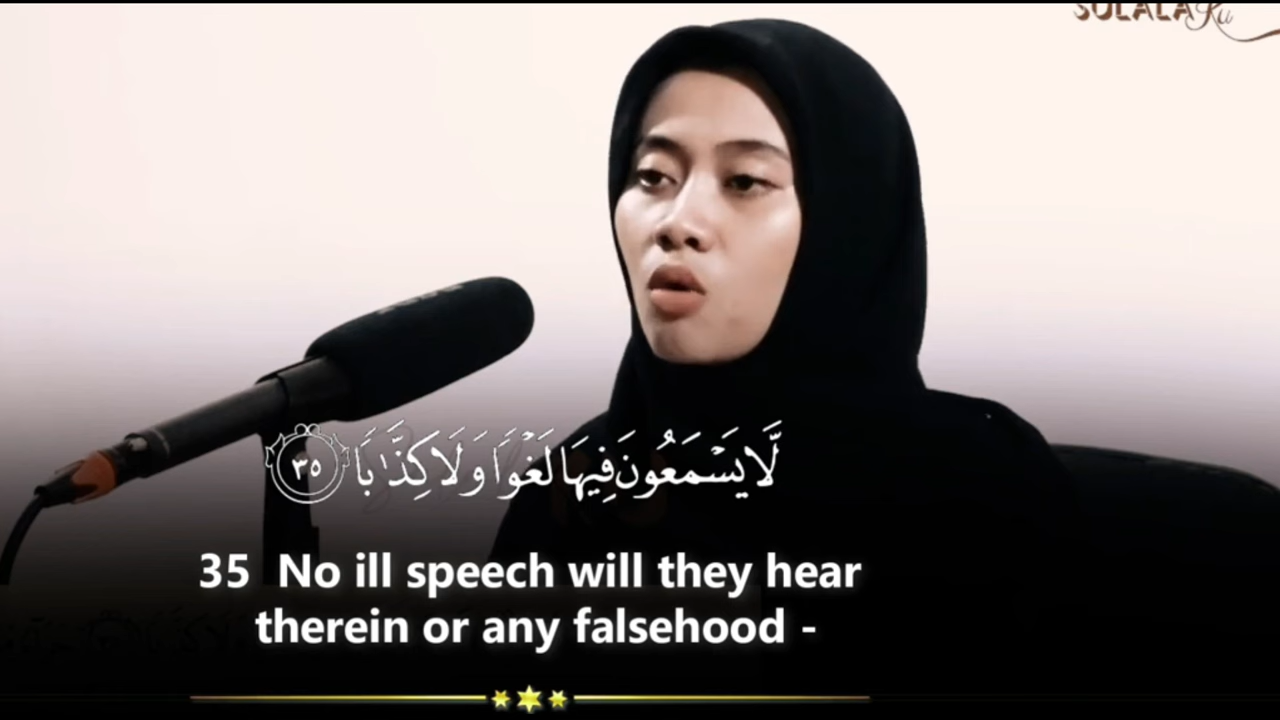 SULALAKu
لَّا يَسْمَعُونَ فِيهَا لَغْوًا وَلَا كِذَّٰبًا ٣٥
35 No ill speech will they hear
therein or any falsehood -